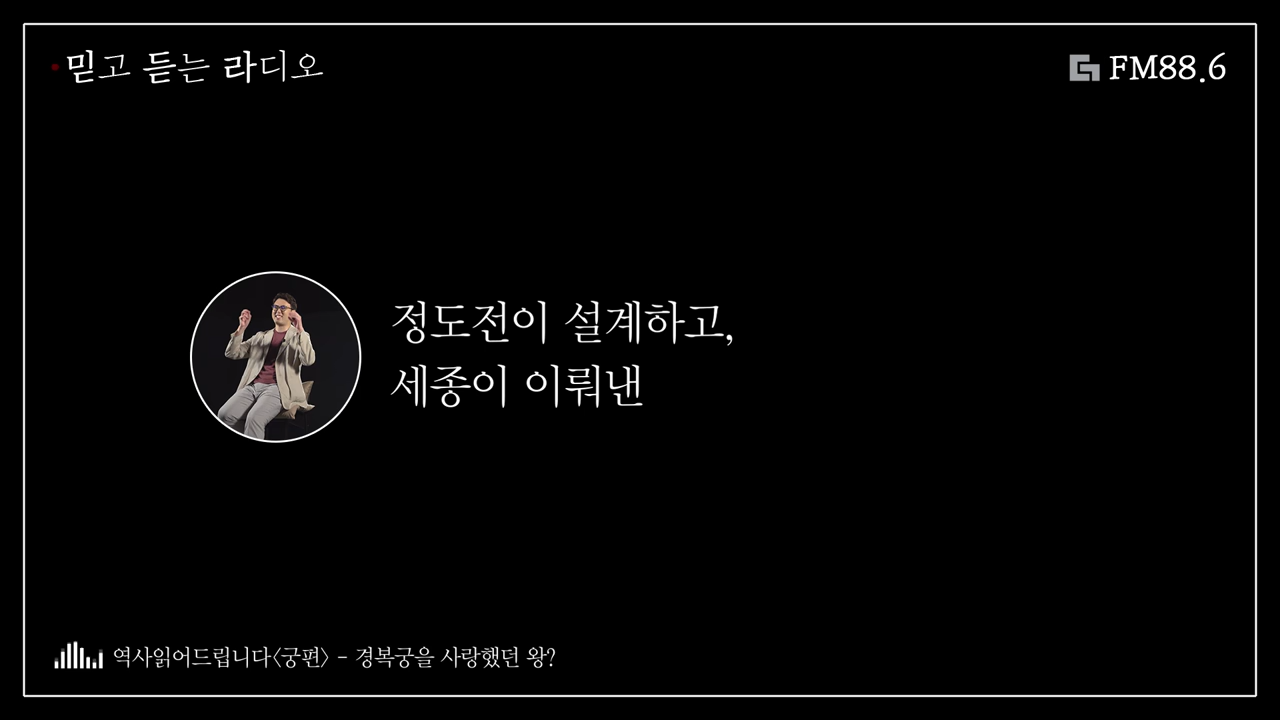 믿고 듣는 라디오
FM88.6
정도전이 설계하고,
세종이 이뤄낸
역사읽어드립니다<궁편> - 경복궁을 사랑했던 왕?